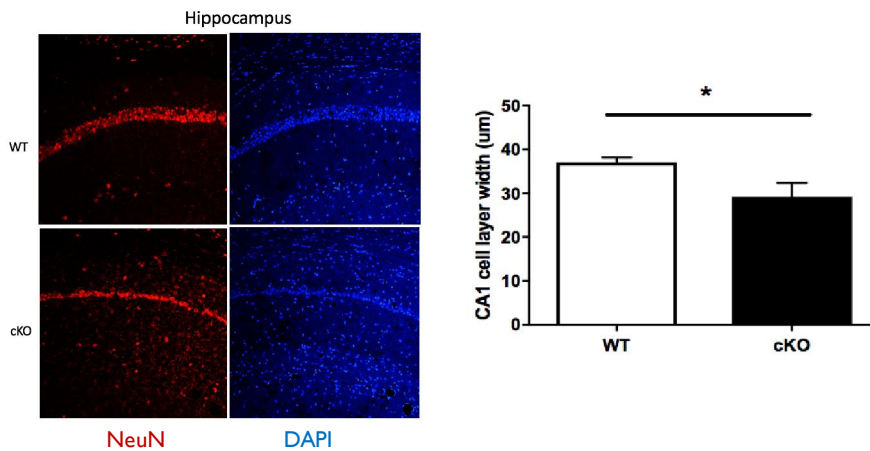 Hippocampus
WT
cKO
NeuN
DAPI
*
CA1 cell layer width (um)
50
40
30
20
10
0
WT
cKO